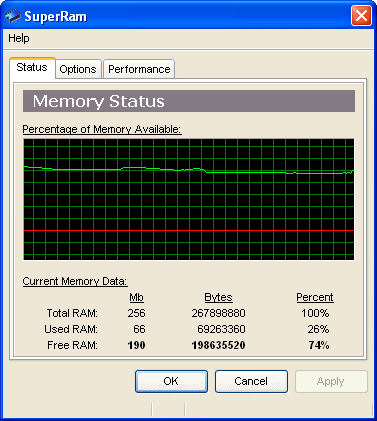 SuperRam
Help
Status Options Performance
Memory Status
Percentage of Memory Available:
Current Memory Data:
Mb Bytes Percent
Total RAM: 256 267898880 100%
Used RAM: 66 69263360 26%
Free RAM: 190 198635520 74%
OK Cancel Apply